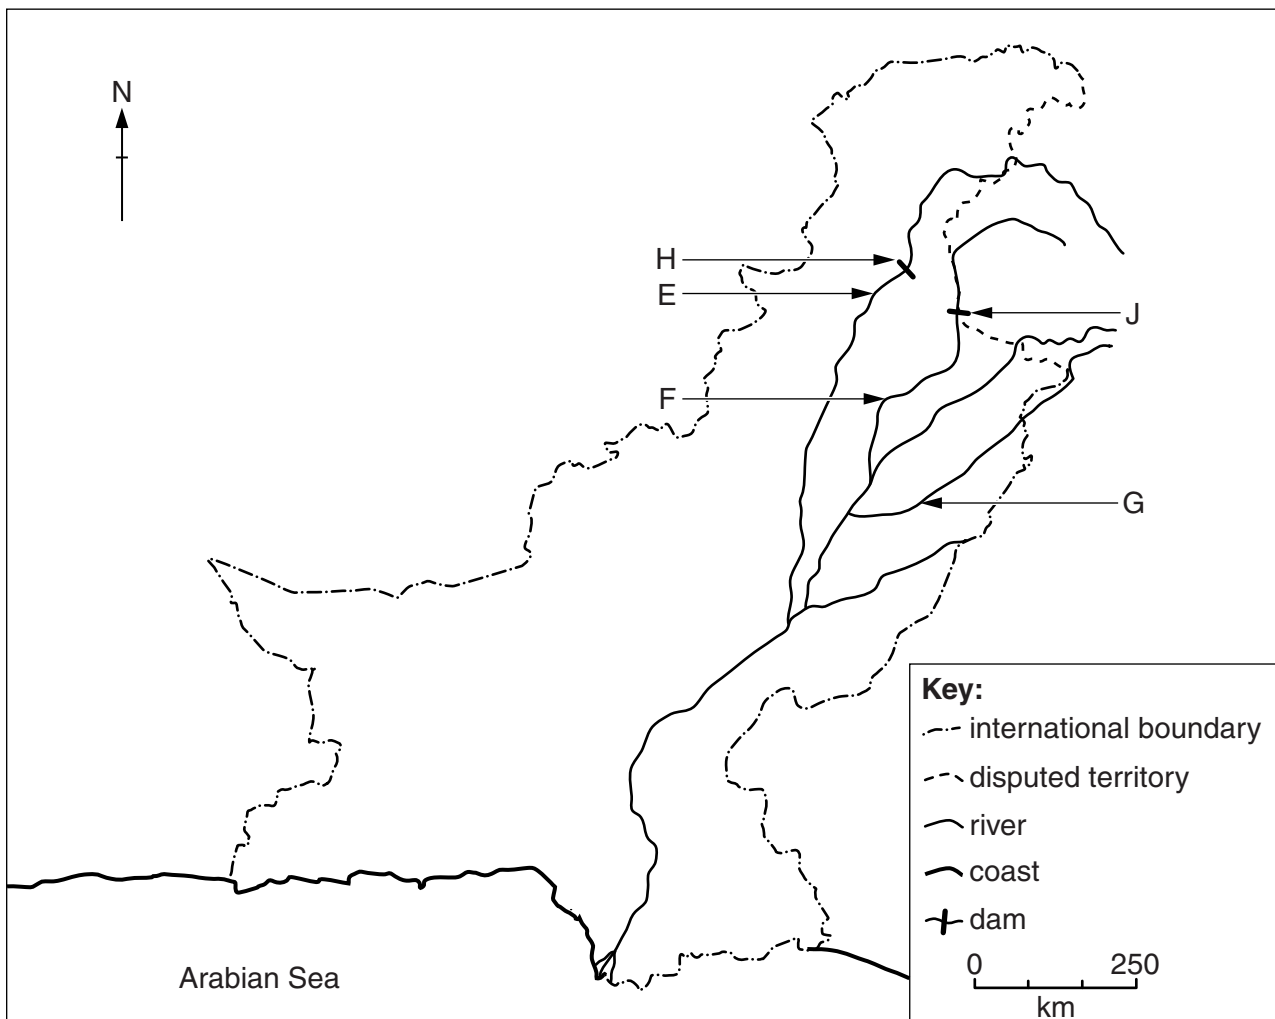 N
H
E
J
F
G
Key:
international boundary
disputed territory
river
coast
dam
0 250
km
Arabian Sea